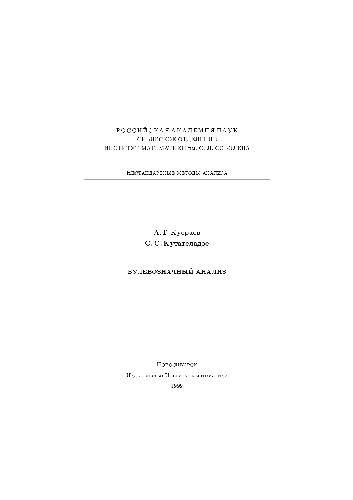 РОССИЙСКАЯ АКАДЕМИЯ НАУК
СИБИРСКОЕ ОТДЕЛЕНИЕ
ИНСТИТУТ МАТЕМАТИКИ им. С. Л. СОБОЛЕВА
НЕСТАНДАРТНЫЕ МЕТОДЫ АНАЛИЗА
А. Г. Кусраев
С. С. Кутателадзе
БУЛЕВОЗНАЧНЫЙ АНАЛИЗ
Новосибирск
Издательство Института математики
1999